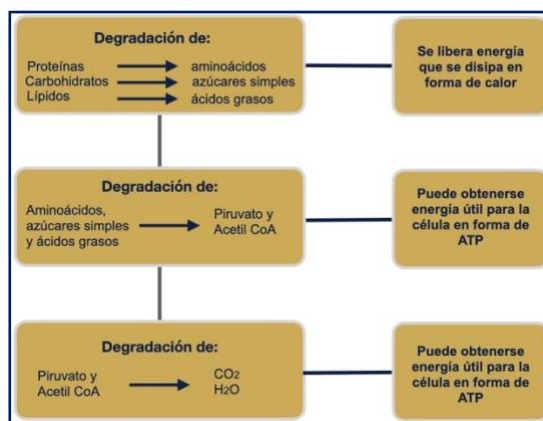 Degradación de:
Proteínas aminoácidos
Carbohidratos azúcares simples
Lípidos ácidos grasos
Se libera energía
que se disipa en
forma de calor
Degradación de:
Aminoácidos,
azúcares simples
y ácidos grasos
Piruvato y
Acetil CoA
Puede obtenerse
energía útil para la
célula en forma de
ATP
Degradación de:
Piruvato y
Acetil CoA
CO2
H2O
Puede obtenerse
energía útil para la
célula en forma de
ATP